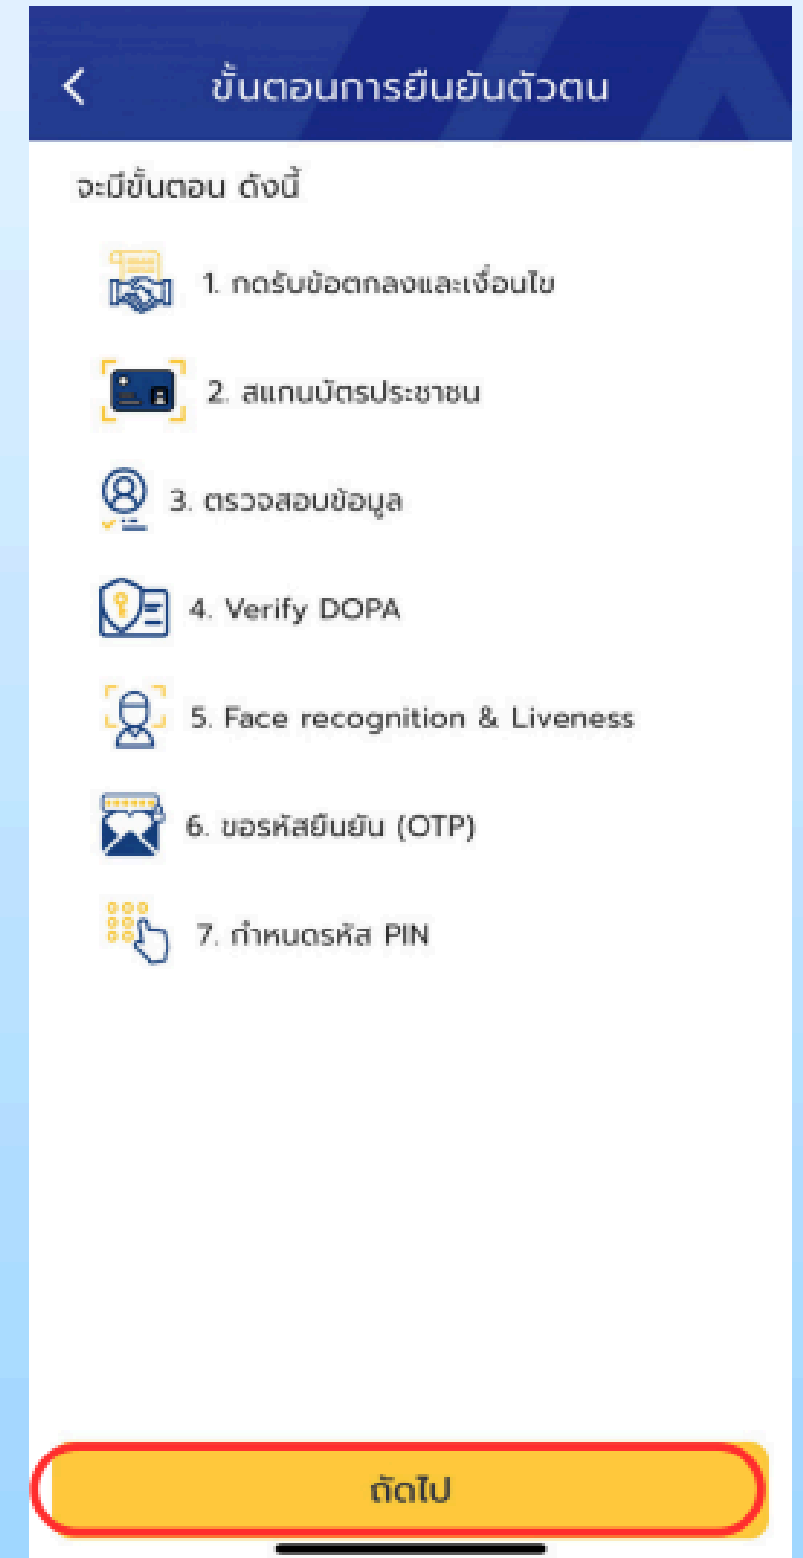 ขั้นตอนการยืนยันตัวตน
จะมีขั้นตอน ดังนี้
1. กดรับข้อตกลงและเงื่อนไข
2. สแกนบัตรประชาชน
3. ตรวจสอบข้อมูล
4. Verify DOPA
5. Face recognition & Liveness
6. ขอรหัสยืนยัน (OTP)
7. กำหนดรหัส PIN
ถัดไป